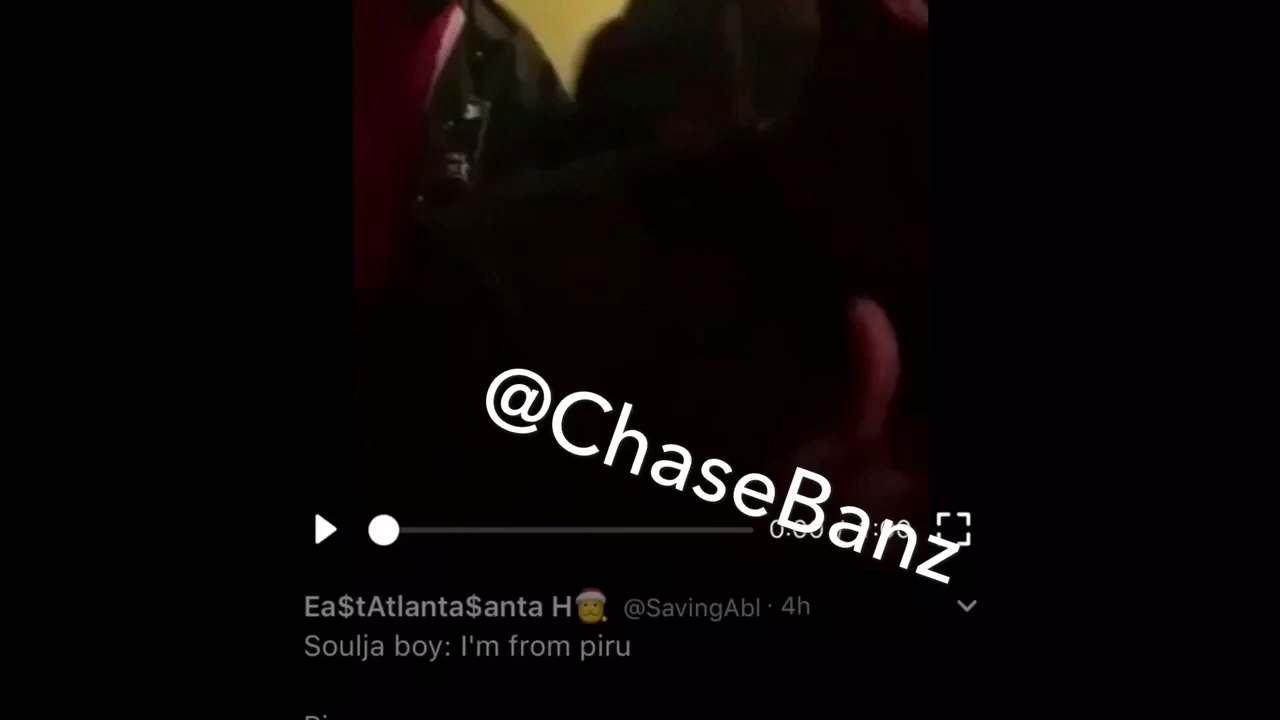 @ChaseBanz
Ea$tAtlanta$anta H🎅 @SavingAbl · 4h
Soulja boy: I'm from piru